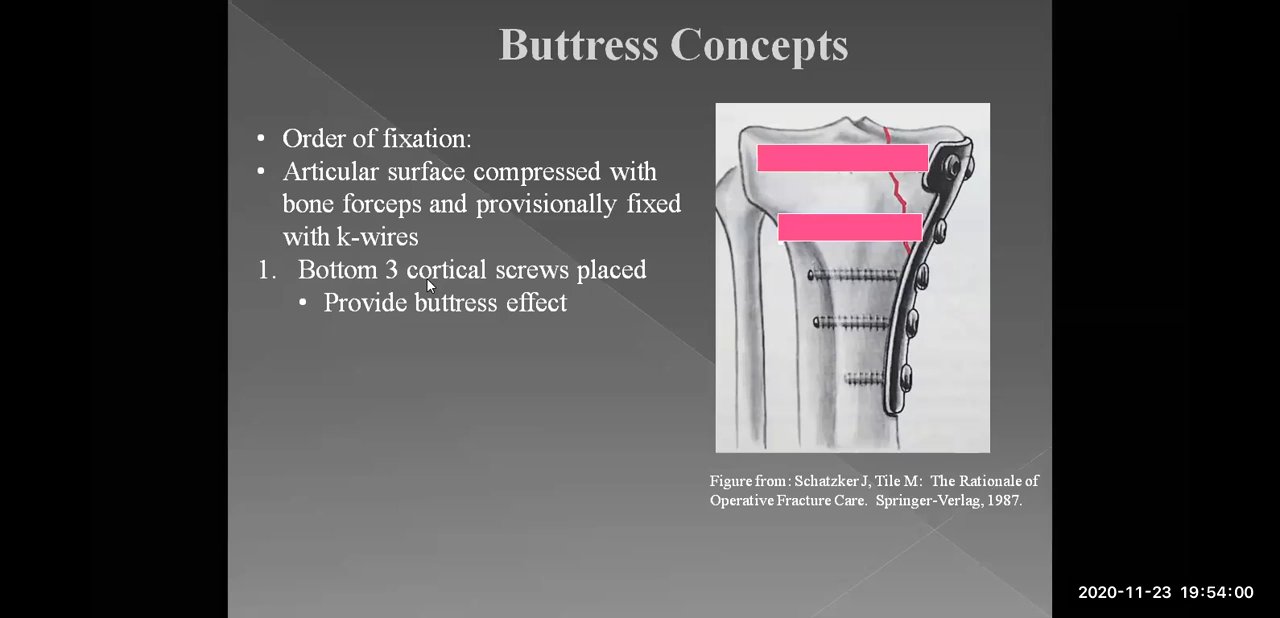 Buttress Concepts
• Order of fixation:
• Articular surface compressed with
bone forceps and provisionally fixed
with k-wires
1. Bottom 3 cortical screws placed
• Provide buttress effect
Figure from: Schatzker J, Tile M: The Rationale of
Operative Fracture Care. Springer-Verlag, 1987.
2020-11-23 19:54:00